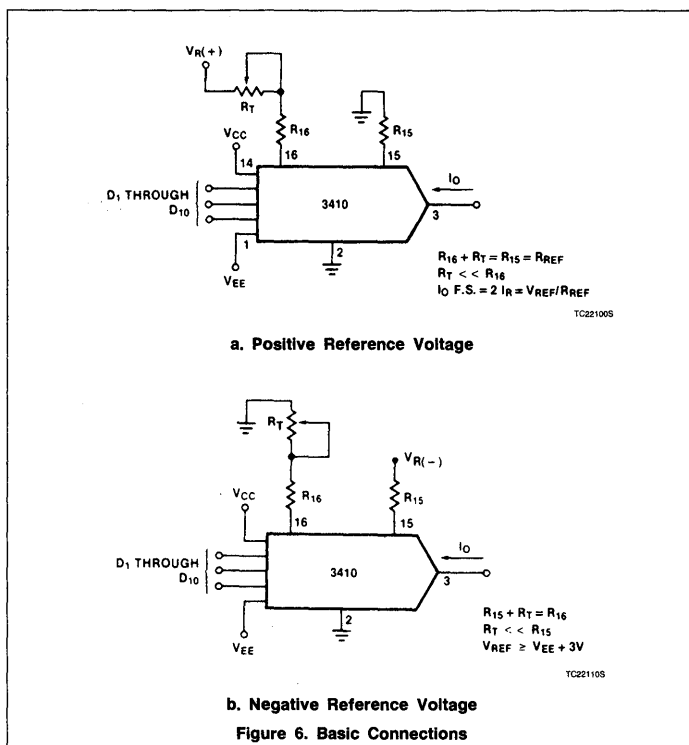 VR(+)
RT
R16
R15
VCC
14
16
15
D1 THROUGH
D10
3410
IO
3
1
2
VEE
R16 + RT = R15 = RREF
RT < < R16
IO F.S. = 2 IR = VREF/RREF
TC22100S
a. Positive Reference Voltage
RT
VR(−)
R16
R15
VCC
16
15
D1 THROUGH
D10
3410
IO
3
2
VEE
R15 + RT = R16
RT < < R15
VREF ≥ VEE + 3V
TC22110S
b. Negative Reference Voltage
Figure 6. Basic Connections